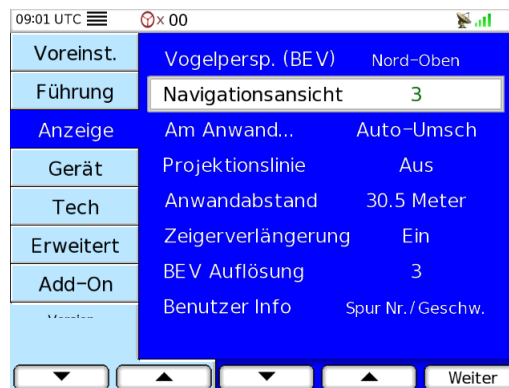 09:01 UTC × 00
Voreinst.
Führung
Anzeige
Gerät
Tech
Erweitert
Add-On
Vogelpersp. (BEV) Nord-Oben
Navigationsansicht 3
Am Anwand... Auto-Umsch
Projektionslinie Aus
Anwandabstand 30.5 Meter
Zeigerverlängerung Ein
BEV Auflösung 3
Benutzer Info Spur Nr./Geschw.
Weiter